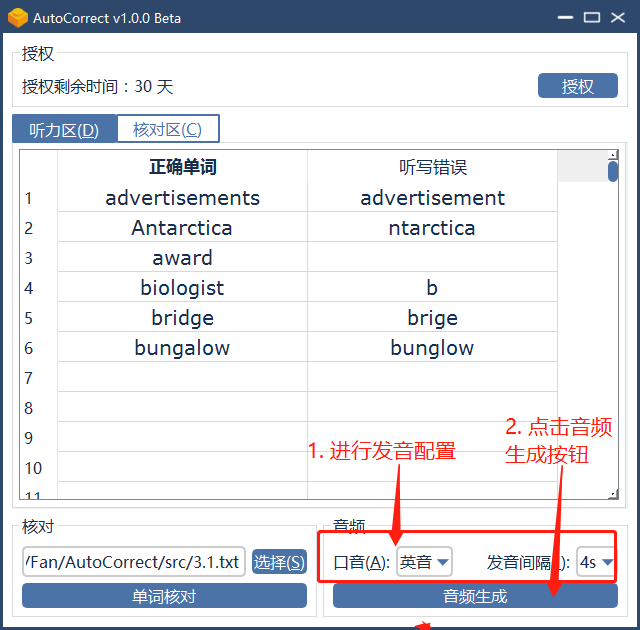 AutoCorrect v1.0.0 Beta
授权
授权剩余时间：30 天
授权
听力区(D) 核对区(C)
正确单词 听写错误
1 advertisements advertisement
2 Antarctica ntarctica
3 award
4 biologist b
5 bridge brige
6 bungalow bunglow
7
8
9
10
11
1. 进行发音配置
2. 点击音频
生成按钮
核对
/Fan/AutoCorrect/src/3.1.txt 选择(S)
单词核对
音频
口音(A): 英音 发音间隔( ): 4s
音频生成